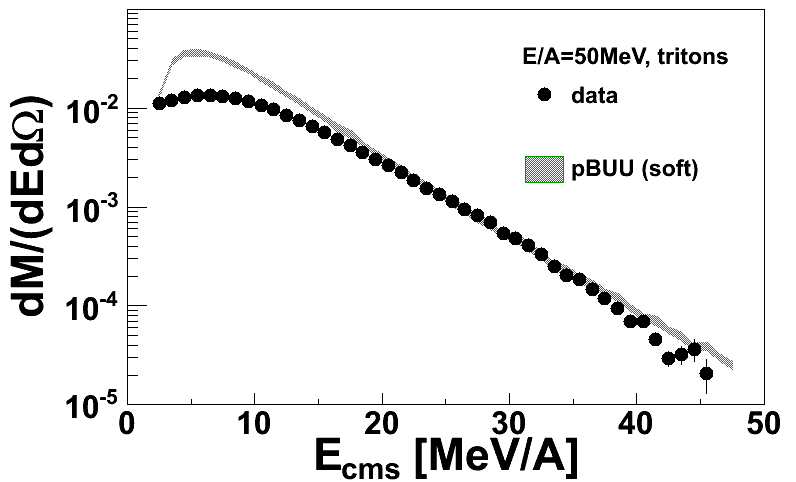 E/A=50MeV, tritons
data
pBUU (soft)
dM/(dEdΩ)
10⁻²
10⁻³
10⁻⁴
10⁻⁵
0 10 20 30 40 50
E_cms [MeV/A]